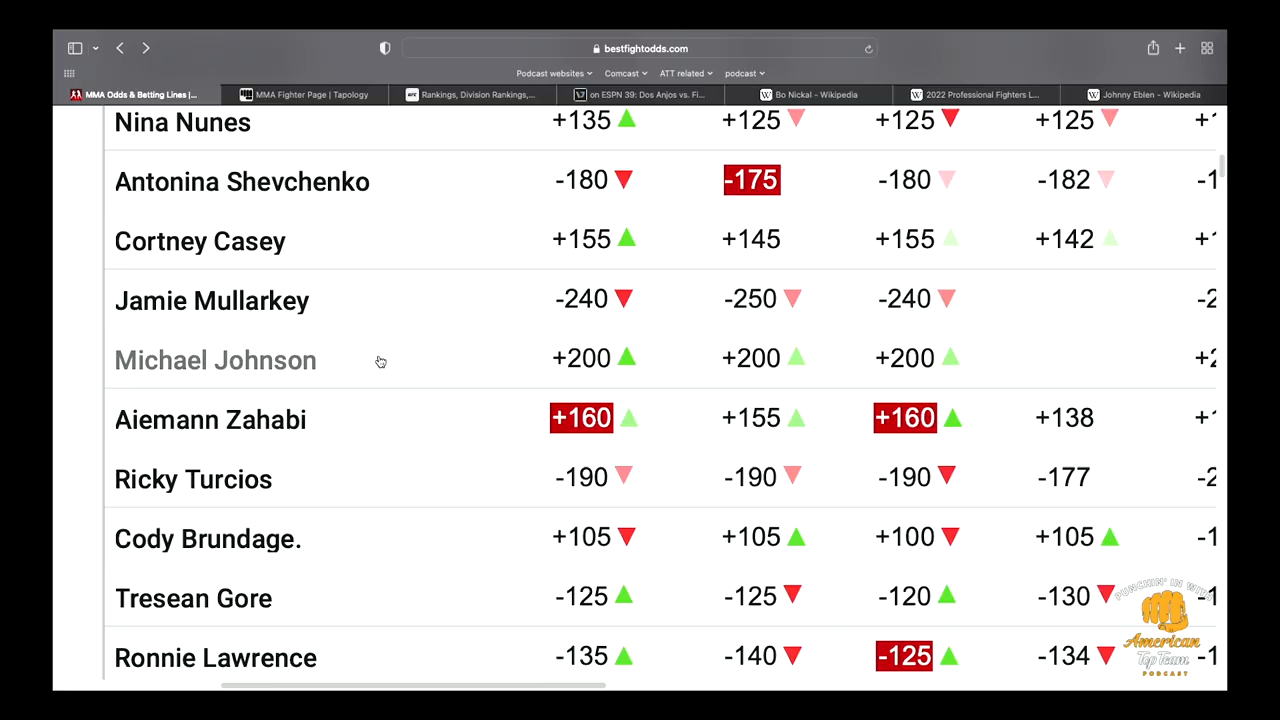 bestfightodds.com
Podcast websites Comcast ATT related podcast
MMA Odds & Betting Lines |... MMA Fighter Page | Tapology Rankings, Division Rankings,... on ESPN 39: Dos Anjos vs. Fi... Bo Nickal - Wikipedia 2022 Professional Fighters L... Johnny Eblen - Wikipedia
Nina Nunes +135 +125 +125 +125
Antonina Shevchenko -180 -175 -180 -182
Cortney Casey +155 +145 +155 +142
Jamie Mullarkey -240 -250 -240
Michael Johnson +200 +200 +200
Aiemann Zahabi +160 +155 +160 +138
Ricky Turcios -190 -190 -190 -177
Cody Brundage. +105 +105 +100 +105
Tresean Gore -125 -125 -120 -130
Ronnie Lawrence -135 -140 -125 -134
PUNCHIN' IN WITH
American
Top Team
PODCAST